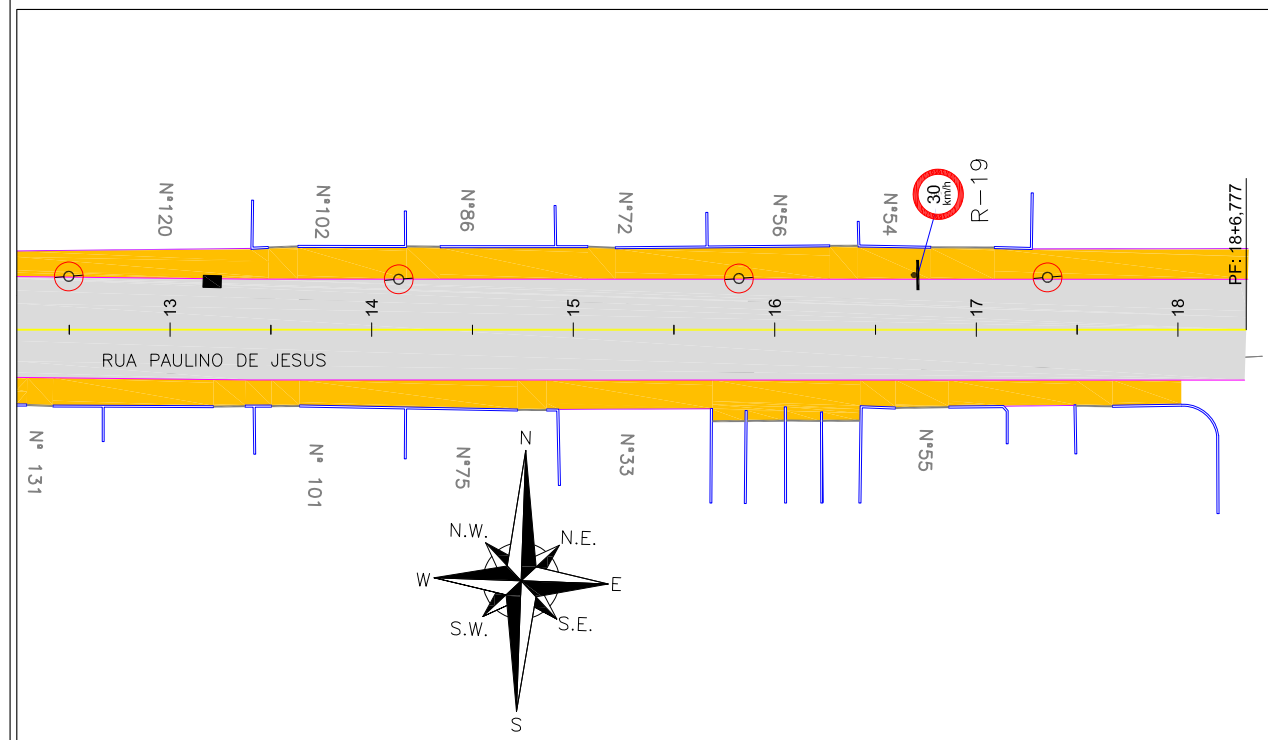 N°120
N°102
N°86
N°72
N°56
N°54
30
km/h
R-19
PF: 18+6,777
13
14
15
16
17
18
RUA PAULINO DE JESUS
N° 131
N° 101
N°75
N°33
N°55
N
N.W.
N.E.
W
E
S.W.
S.E.
S